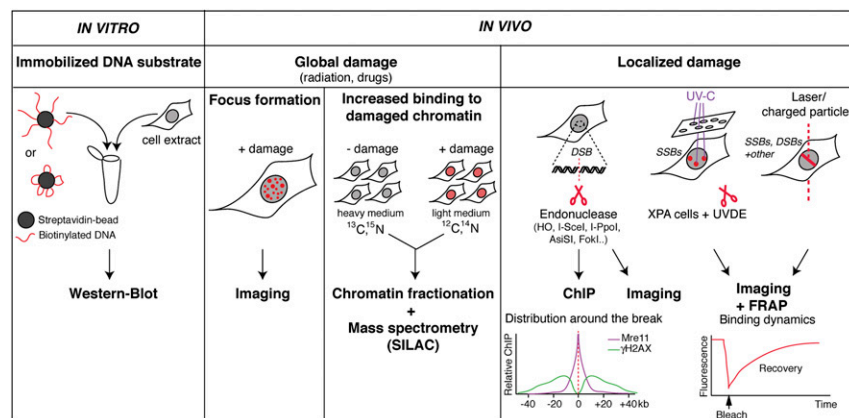 IN VITRO
IN VIVO
Immobilized DNA substrate
cell extract
or
Streptavidin-bead
Biotinylated DNA
Western-Blot
Global damage
(radiation, drugs)
Focus formation
+ damage
Imaging
Increased binding to
damaged chromatin
- damage
+ damage
heavy medium
13C,15N
light medium
12C,14N
Chromatin fractionation
+
Mass spectrometry
(SILAC)
Localized damage
DSB
Endonuclease
(HO, I-SceI, I-PpoI,
AsiSI, FokI..)
UV-C
SSBs
Laser/
charged particle
SSBs, DSBs
+other
XPA cells + UVDE
ChIP
Imaging
Imaging
+ FRAP
Distribution around the break
Relative ChIP
Mre11
γH2AX
-40
-20
0
+20
+40kb
Binding dynamics
Fluorescence
Recovery
Time
Bleach